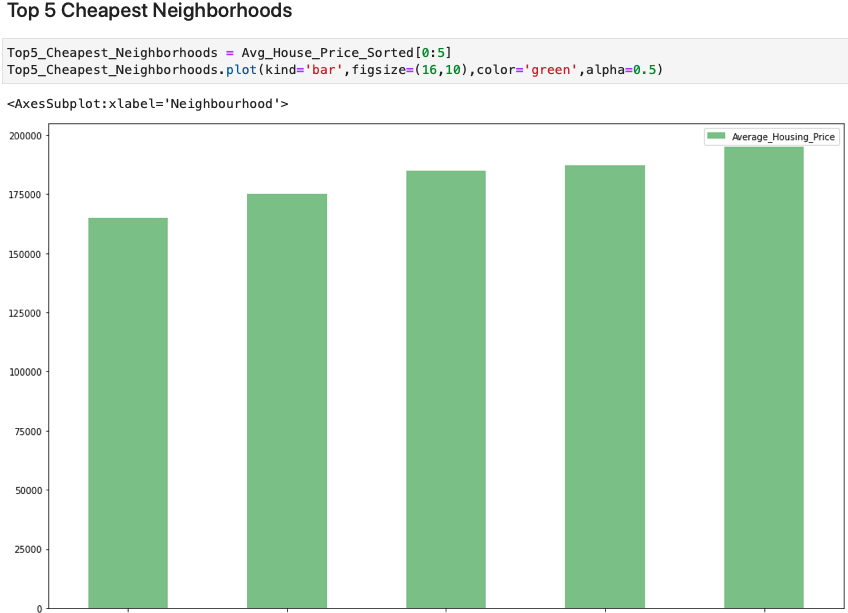 Top 5 Cheapest Neighborhoods
Top5_Cheapest_Neighborhoods = Avg_House_Price_Sorted[0:5]
Top5_Cheapest_Neighborhoods.plot(kind='bar',figsize=(16,10),color='green',alpha=0.5)
<AxesSubplot:xlabel='Neighbourhood'>
Average_Housing_Price
200000
175000
150000
125000
100000
75000
50000
25000
0